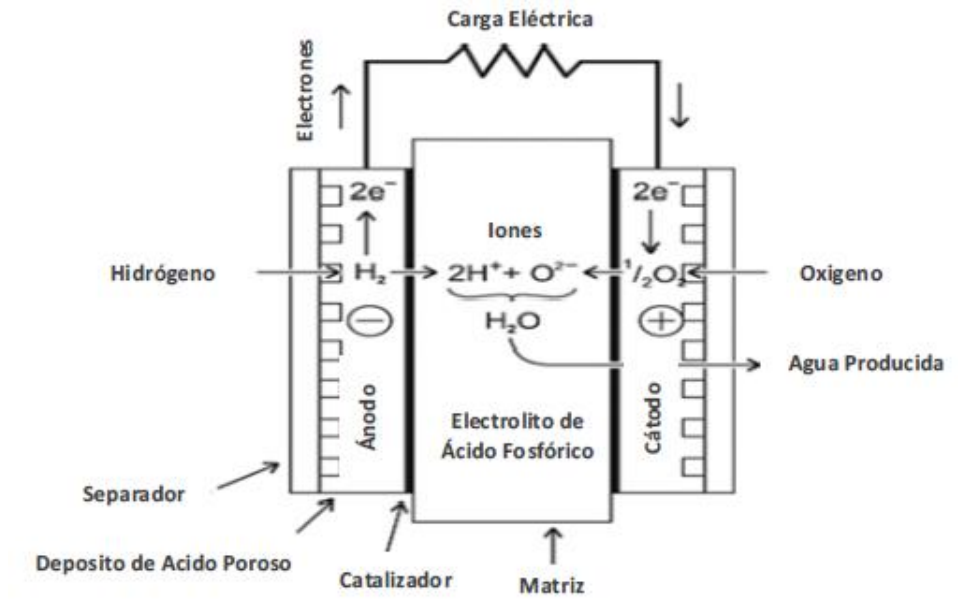 Carga Eléctrica
Electrones
2e⁻
2e⁻
Iones
Hidrógeno
H₂
2H⁺+ O²⁻
¹/₂O₂
Oxigeno
−
H₂O
+
Agua Producida
Ánodo
Electrolito de
Ácido Fosfórico
Cátodo
Separador
Deposito de Acido Poroso
Catalizador
Matriz